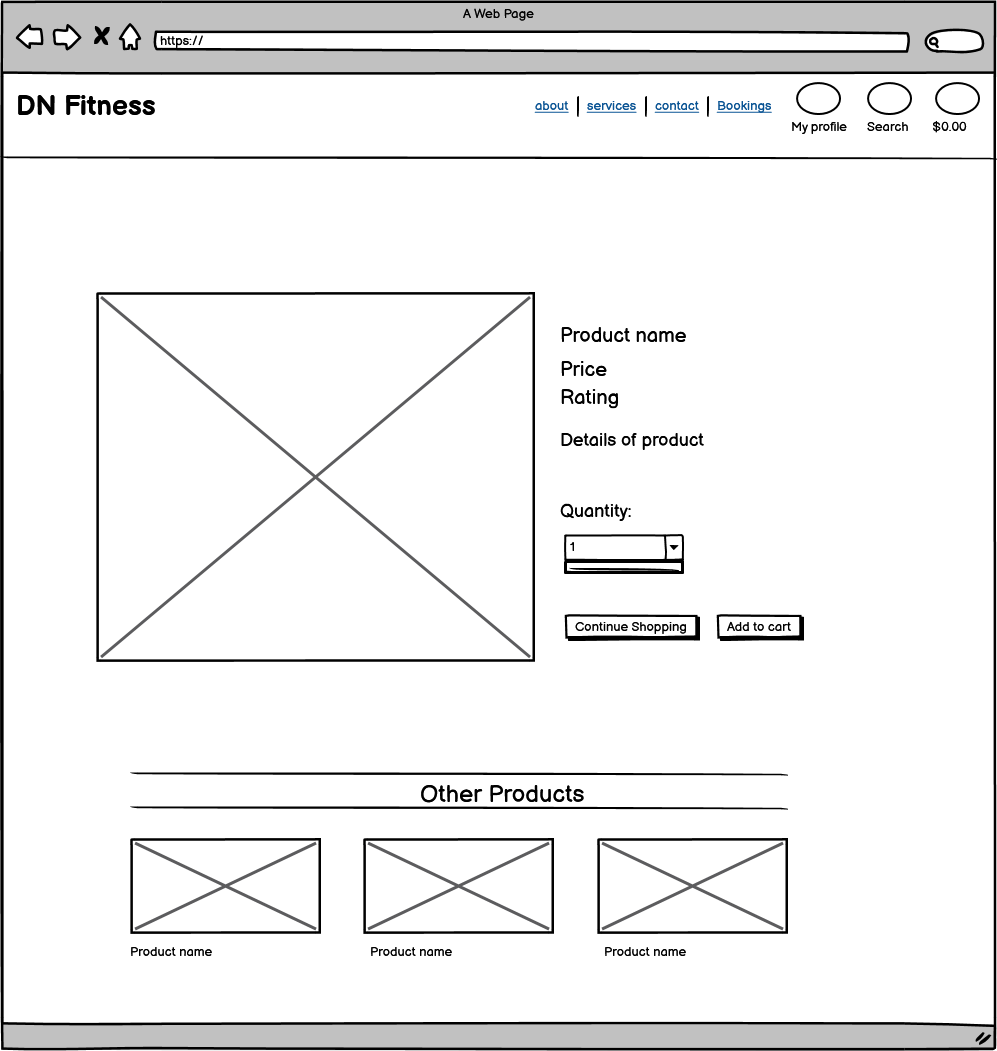 A Web Page
https://
DN Fitness
about | services | contact | Bookings
My profile
Search
$0.00
Product name
Price
Rating
Details of product
Quantity:
1
Continue Shopping
Add to cart
Other Products
Product name
Product name
Product name